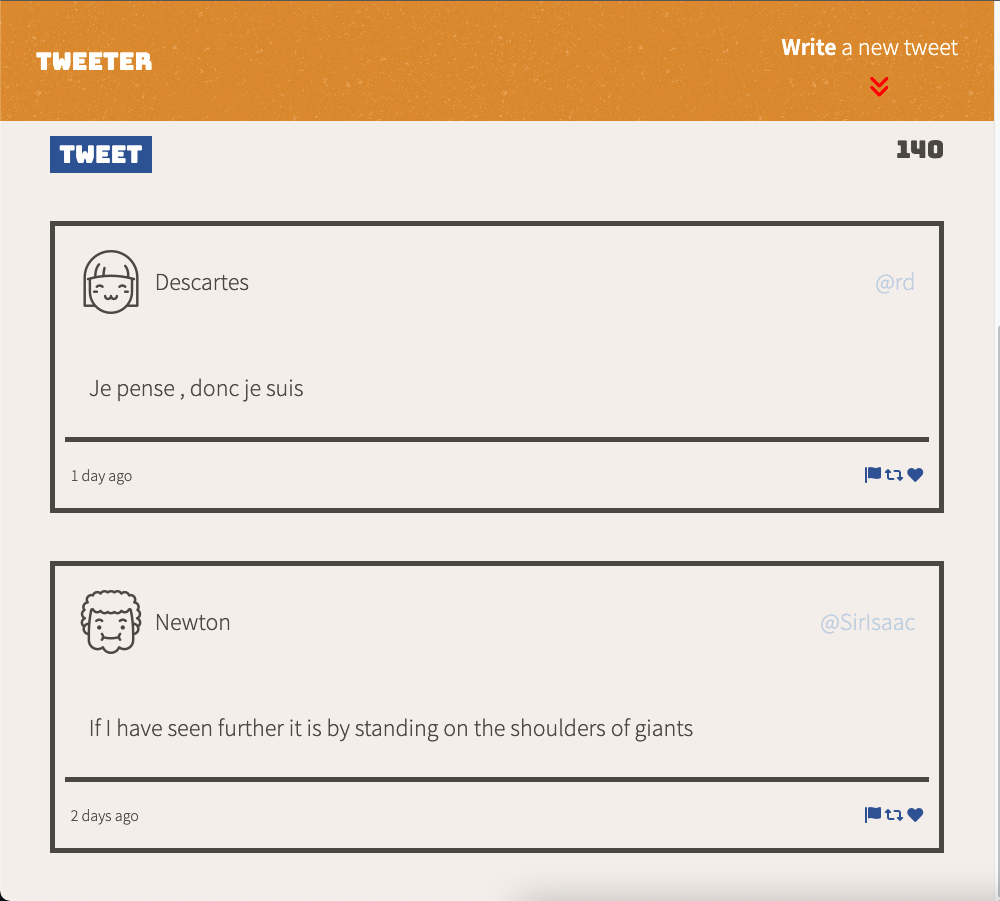 TWEETER
Write a new tweet
TWEET
140
Descartes
@rd
Je pense , donc je suis
1 day ago
Newton
@SirIsaac
If I have seen further it is by standing on the shoulders of giants
2 days ago